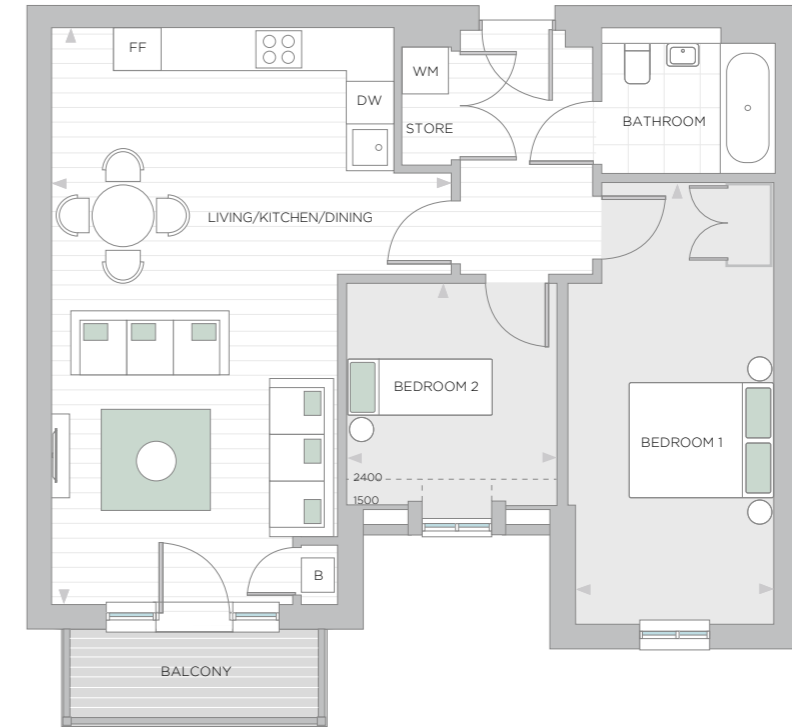 FF
WM
DW
STORE
BATHROOM
LIVING/KITCHEN/DINING
BEDROOM 2
BEDROOM 1
2400
1500
B
BALCONY